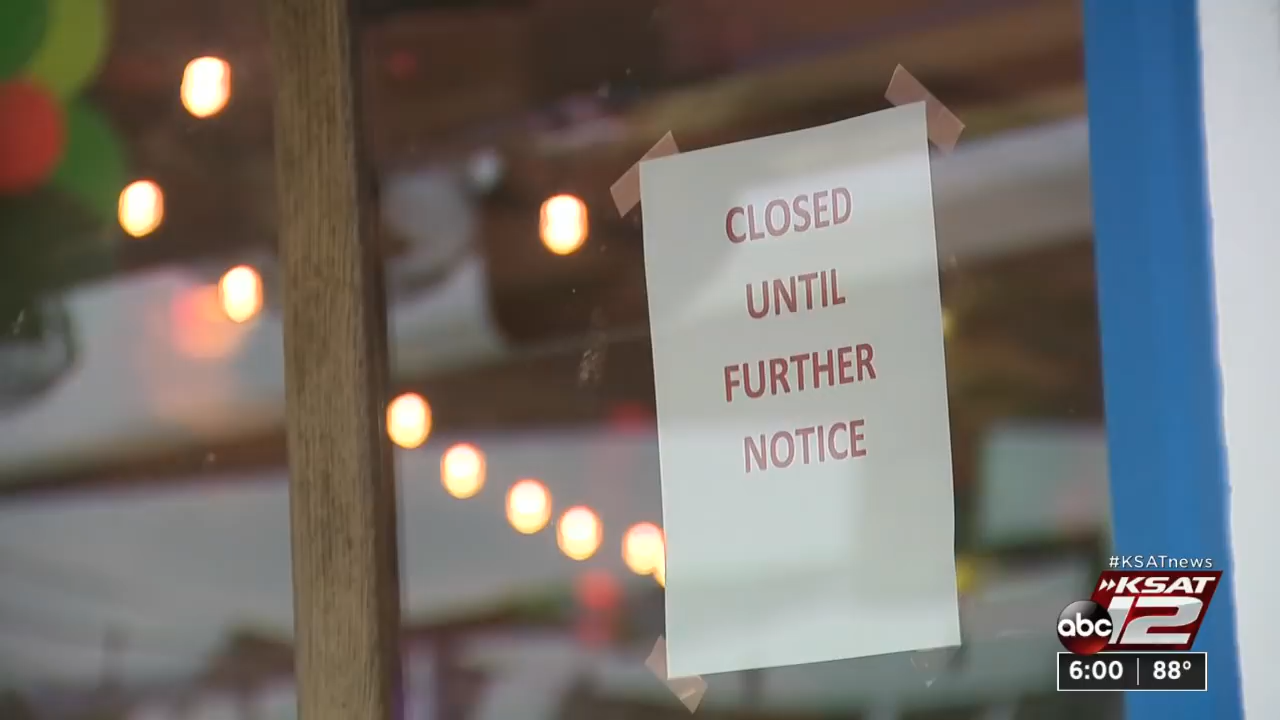 CLOSED
UNTIL
FURTHER
NOTICE
#KSATnews
KSAT
abc 12
6:00 88°